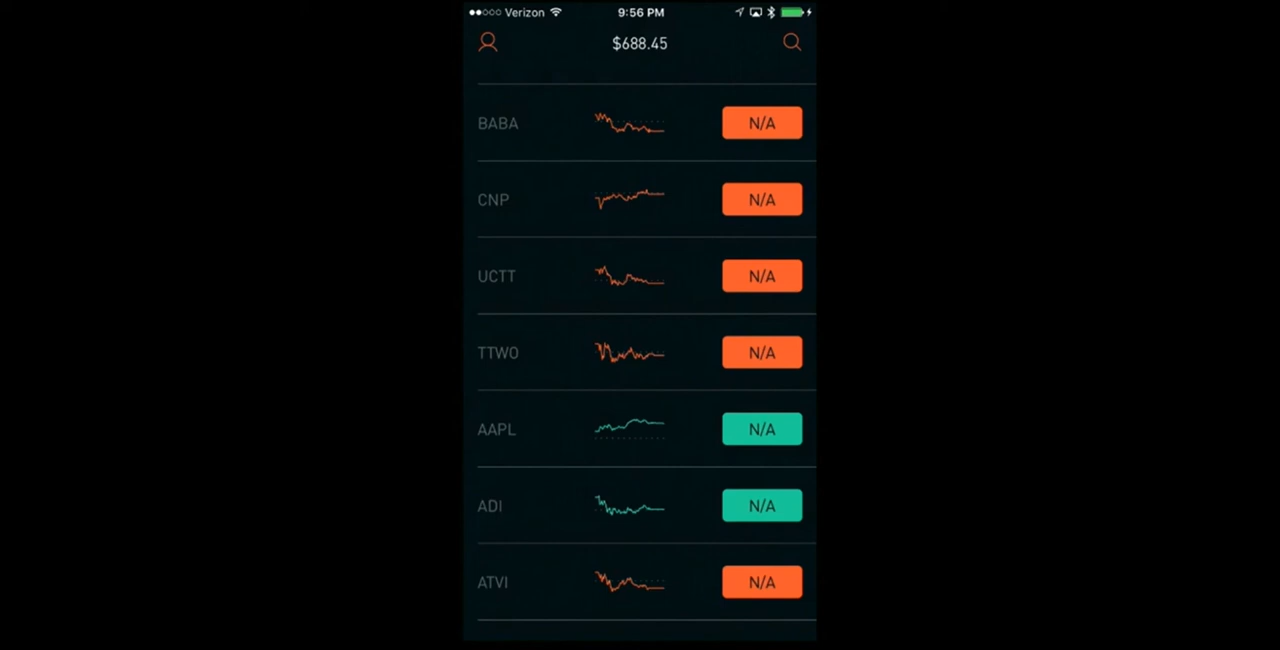 Verizon 9:56 PM
$688.45
BABA N/A
CNP N/A
UCTT N/A
TTWO N/A
AAPL N/A
ADI N/A
ATVI N/A